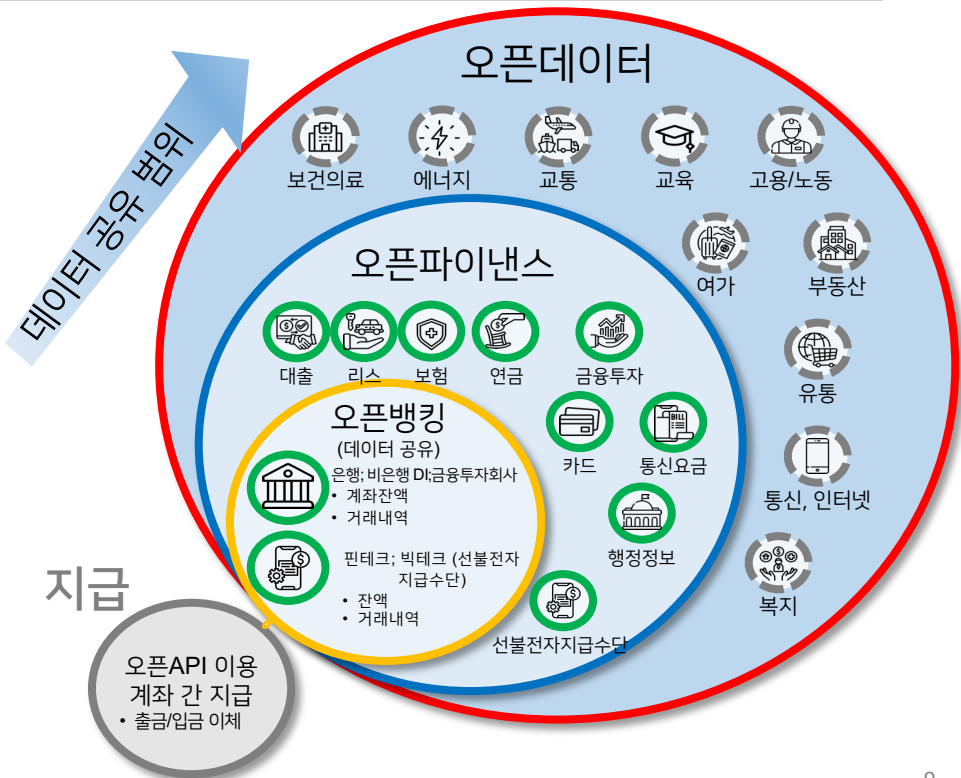 오픈데이터
데이터 공유 범위
보건의료
에너지
교통
교육
고용/노동
여가
부동산
유통
통신, 인터넷
복지
오픈파이낸스
대출
리스
보험
연금
금융투자
카드
통신요금
BILL
행정정보
선불전자지급수단
오픈뱅킹
(데이터 공유)
은행; 비은행 DI;금융투자회사
• 계좌잔액
• 거래내역
핀테크; 빅테크 (선불전자
지급수단)
• 잔액
• 거래내역
지급
오픈API 이용
계좌 간 지급
• 출금/입금 이체